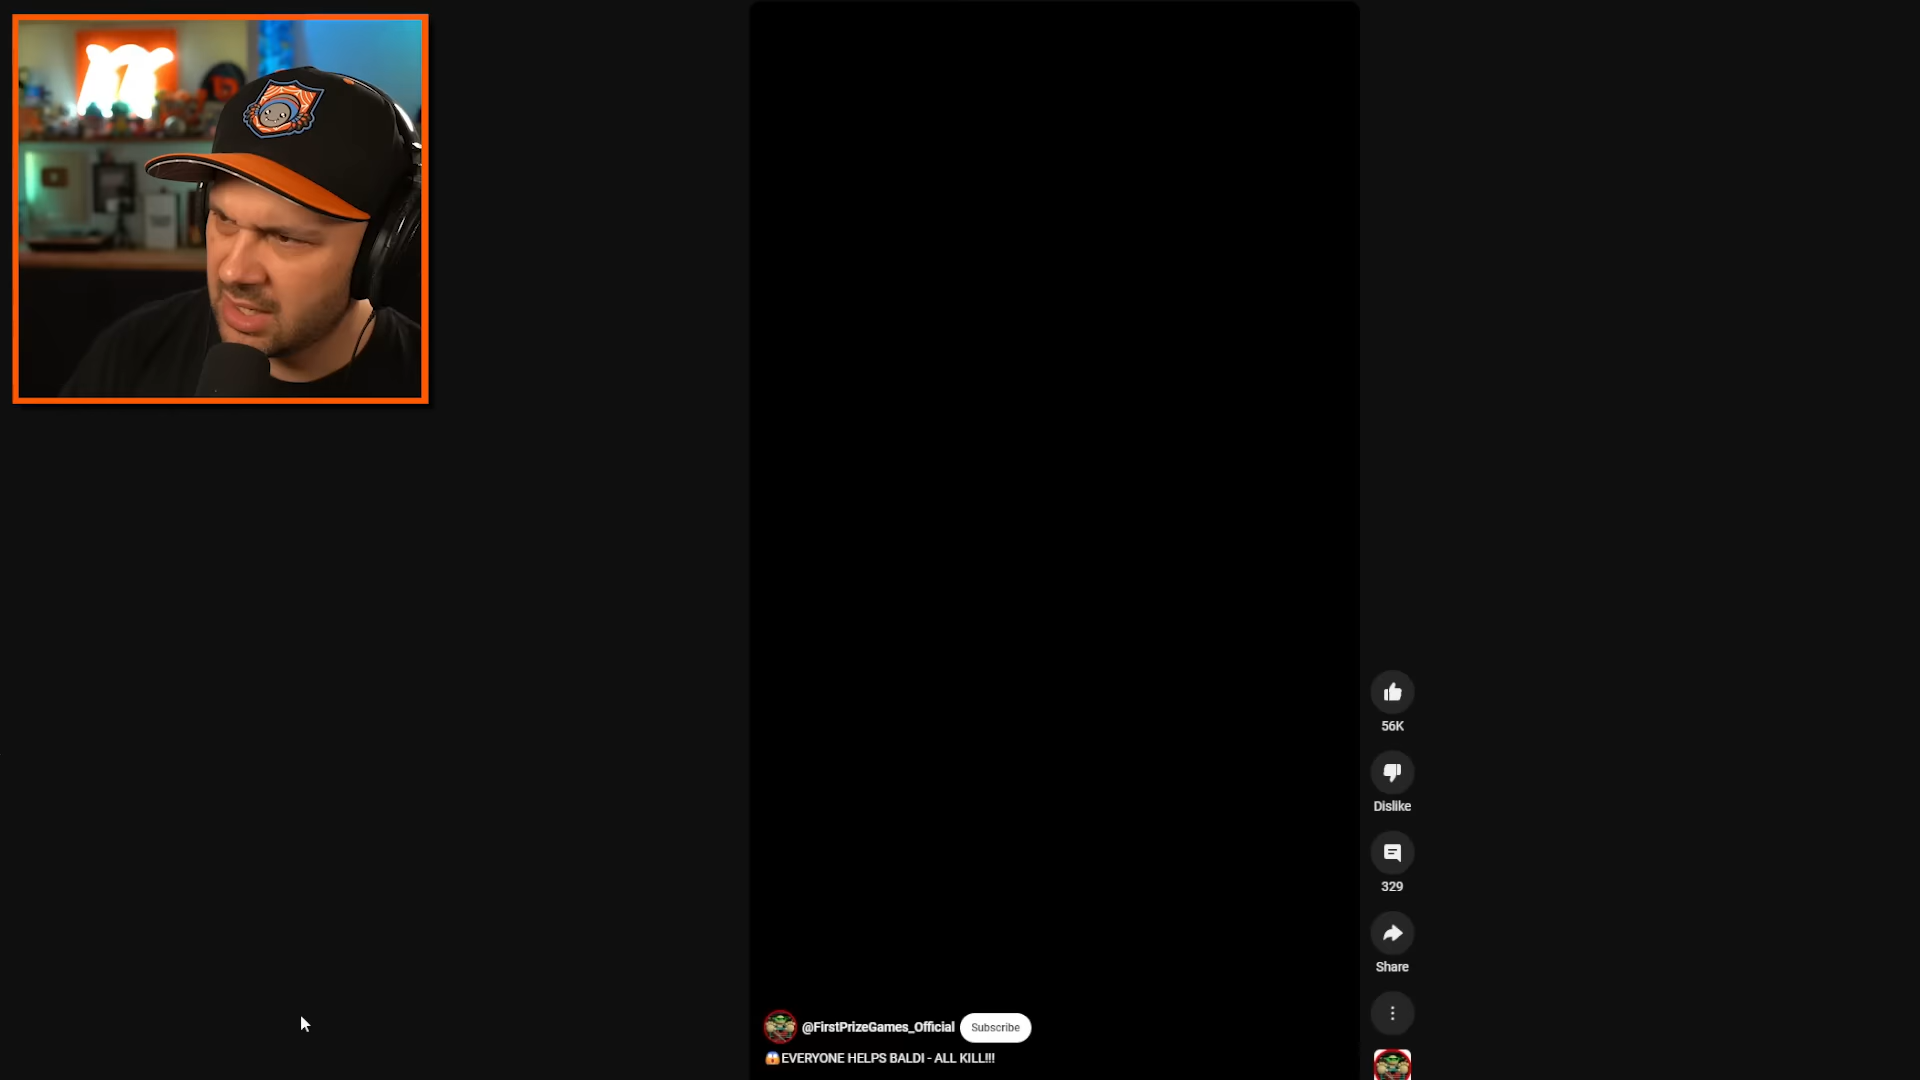 56K
Dislike
329
Share
@FirstPrizeGames_Official Subscribe
😱EVERYONE HELPS BALDI - ALL KILL!!!